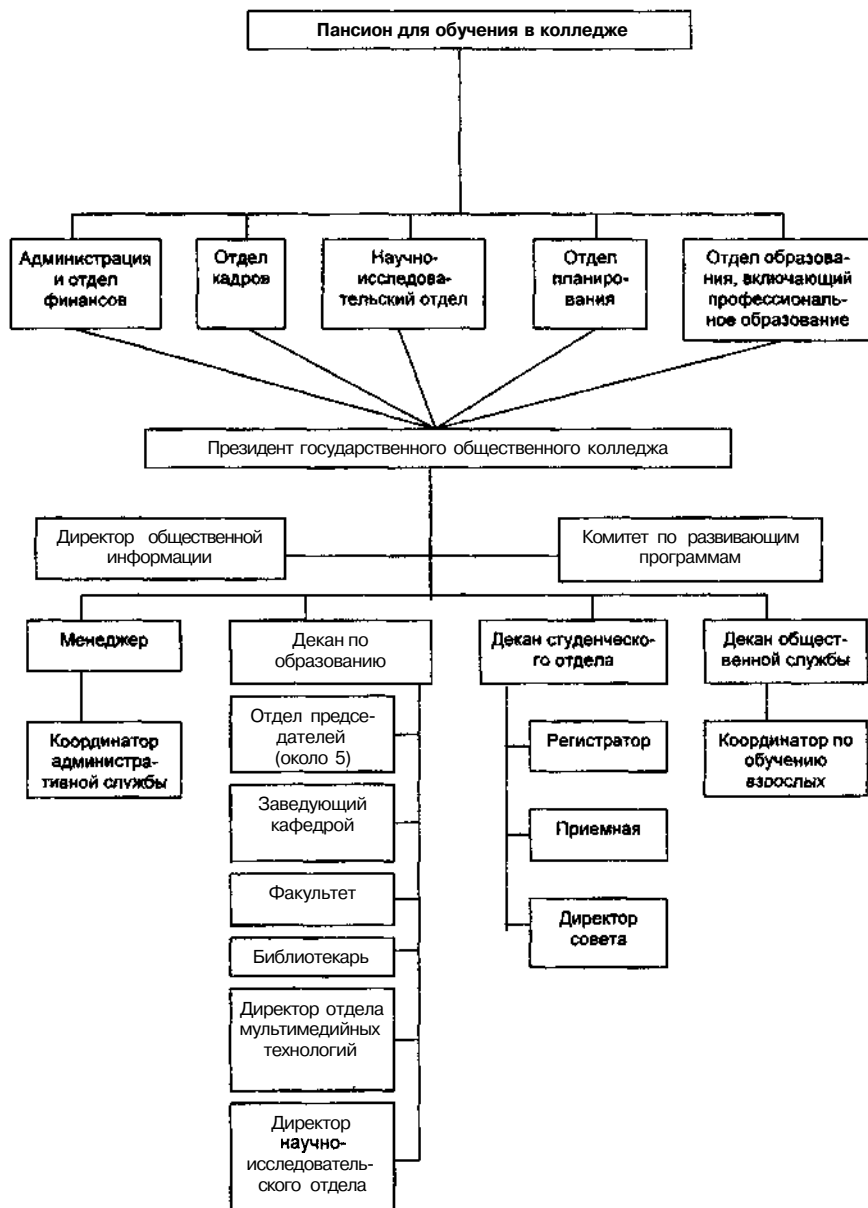 Пансион для обучения в колледже
Администрация
и отдел
финансов
Отдел
кадров
Научно-
исследова-
тельский отдел
Отдел
планиро-
вания
Отдел образова-
ния, включающий
профессиональ-
ное образование
Президент государственного общественного колледжа
Директор общественной
информации
Комитет по развивающим
программам
Менеджер
Декан по
образованию
Декан студенческо-
го отдела
Декан общест-
венной службы
Координатор
администра-
тивной службы
Отдел предсе-
дателей
(около 5)
Заведующий
кафедрой
Факультет
Библиотекарь
Директор отдела
мультимедийных
технологий
Директор
научно-
исследователь-
ского отдела
Регистратор
Приемная
Директор
совета
Координатор по
обучению
взрослых